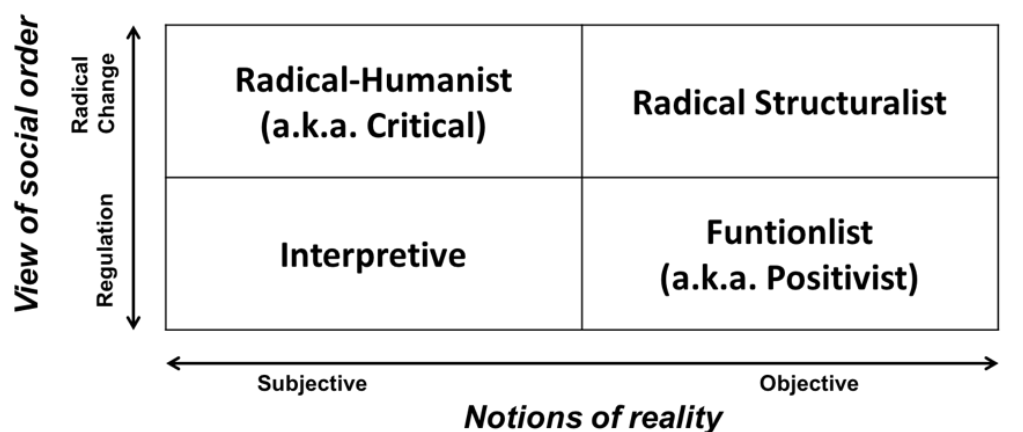 View of social order
Radical
Change
Regulation
Radical-Humanist
(a.k.a. Critical)
Radical Structuralist
Interpretive
Funtionlist
(a.k.a. Positivist)
Subjective
Objective
Notions of reality